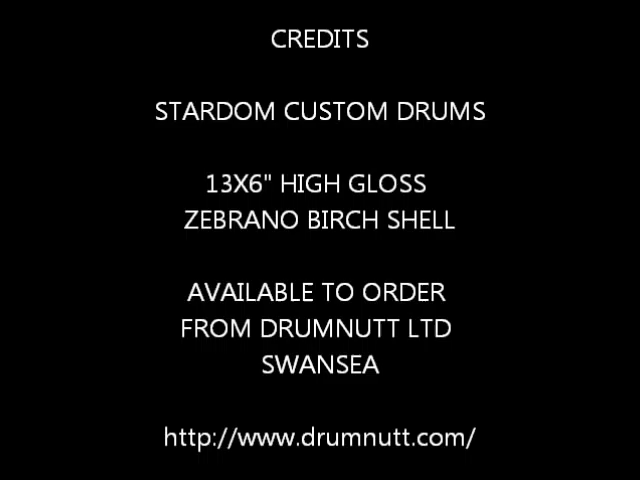 CREDITS
STARDOM CUSTOM DRUMS
13X6" HIGH GLOSS
ZEBRANO BIRCH SHELL
AVAILABLE TO ORDER
FROM DRUMNUTT LTD
SWANSEA
http://www.drumnutt.com/